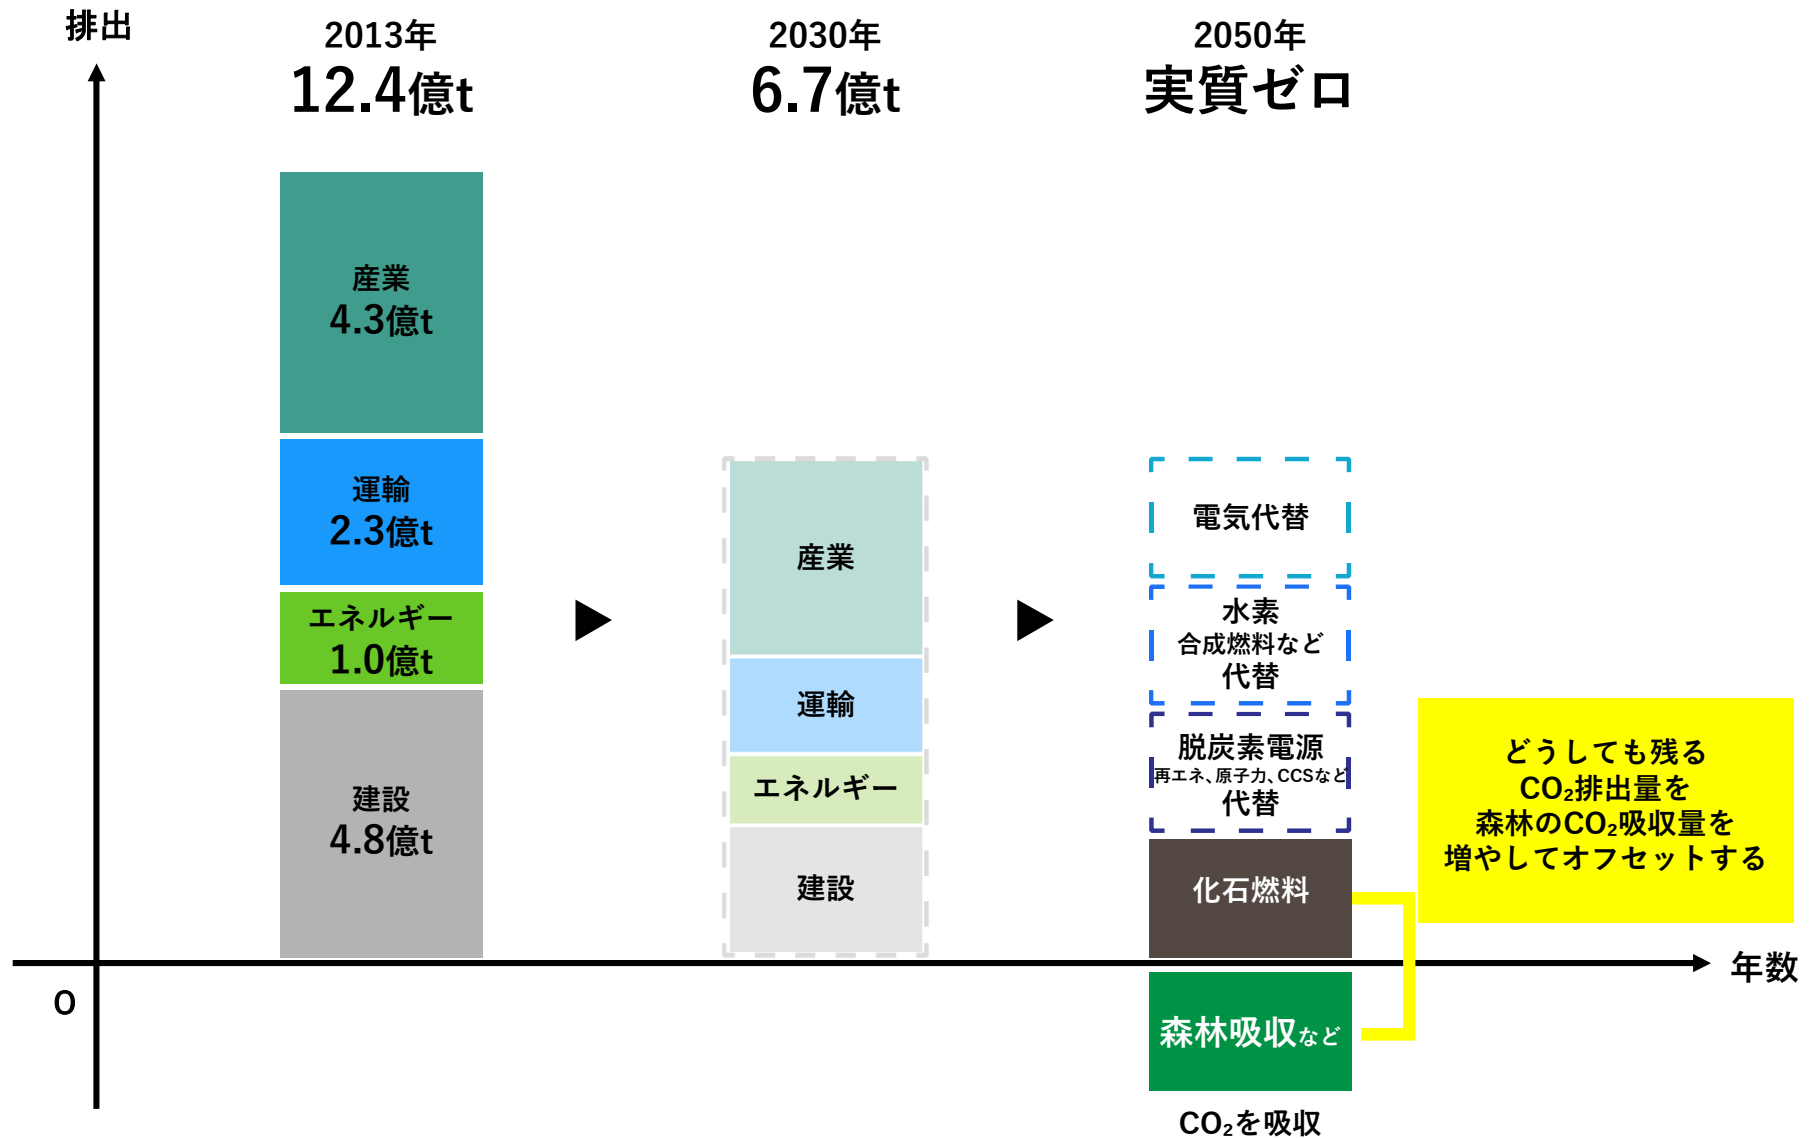 排出
2013年
12.4億t
2030年
6.7億t
2050年
実質ゼロ
産業
4.3億t
運輸
2.3億t
エネルギー
1.0億t
建設
4.8億t
産業
運輸
エネルギー
建設
電気代替
水素
合成燃料など
代替
脱炭素電源
再エネ、原子力、CCSなど
代替
化石燃料
森林吸収など
CO₂を吸収
どうしても残る
CO₂排出量を
森林のCO₂吸収量を
増やしてオフセットする
年数
O